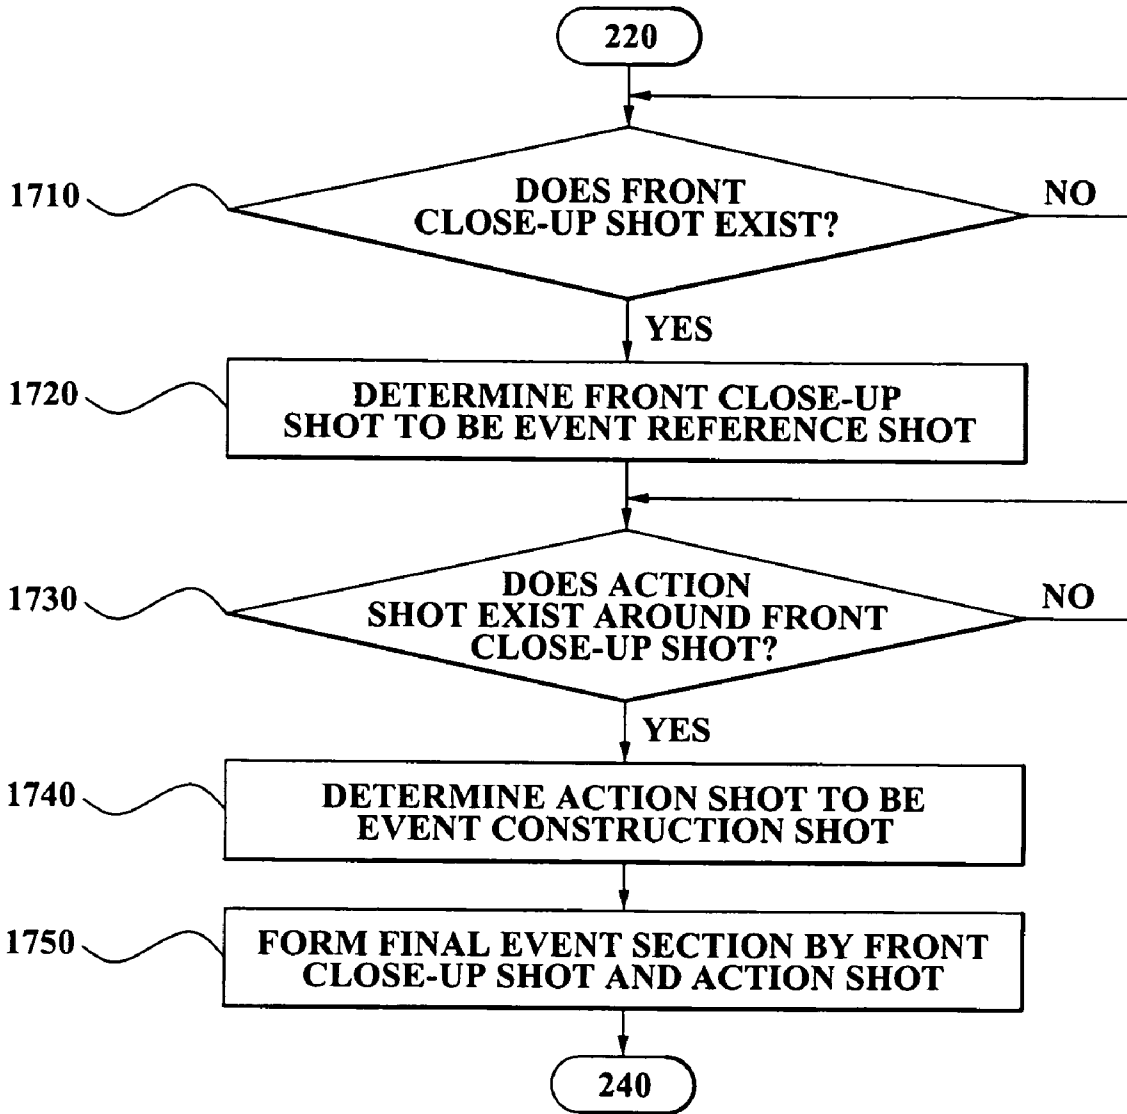 220
1710
DOES FRONT
CLOSE-UP SHOT EXIST?
NO
YES
1720
DETERMINE FRONT CLOSE-UP
SHOT TO BE EVENT REFERENCE SHOT
1730
DOES ACTION
SHOT EXIST AROUND FRONT
CLOSE-UP SHOT?
NO
YES
1740
DETERMINE ACTION SHOT TO BE
EVENT CONSTRUCTION SHOT
1750
FORM FINAL EVENT SECTION BY FRONT
CLOSE-UP SHOT AND ACTION SHOT
240